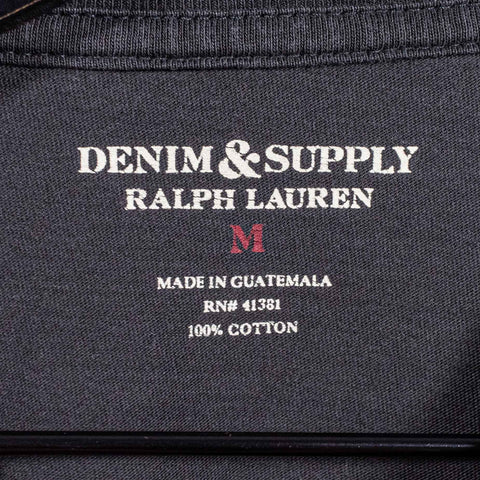 DENIM & SUPPLY
RALPH LAUREN
M
MADE IN GUATEMALA
RN# 41381
100% COTTON